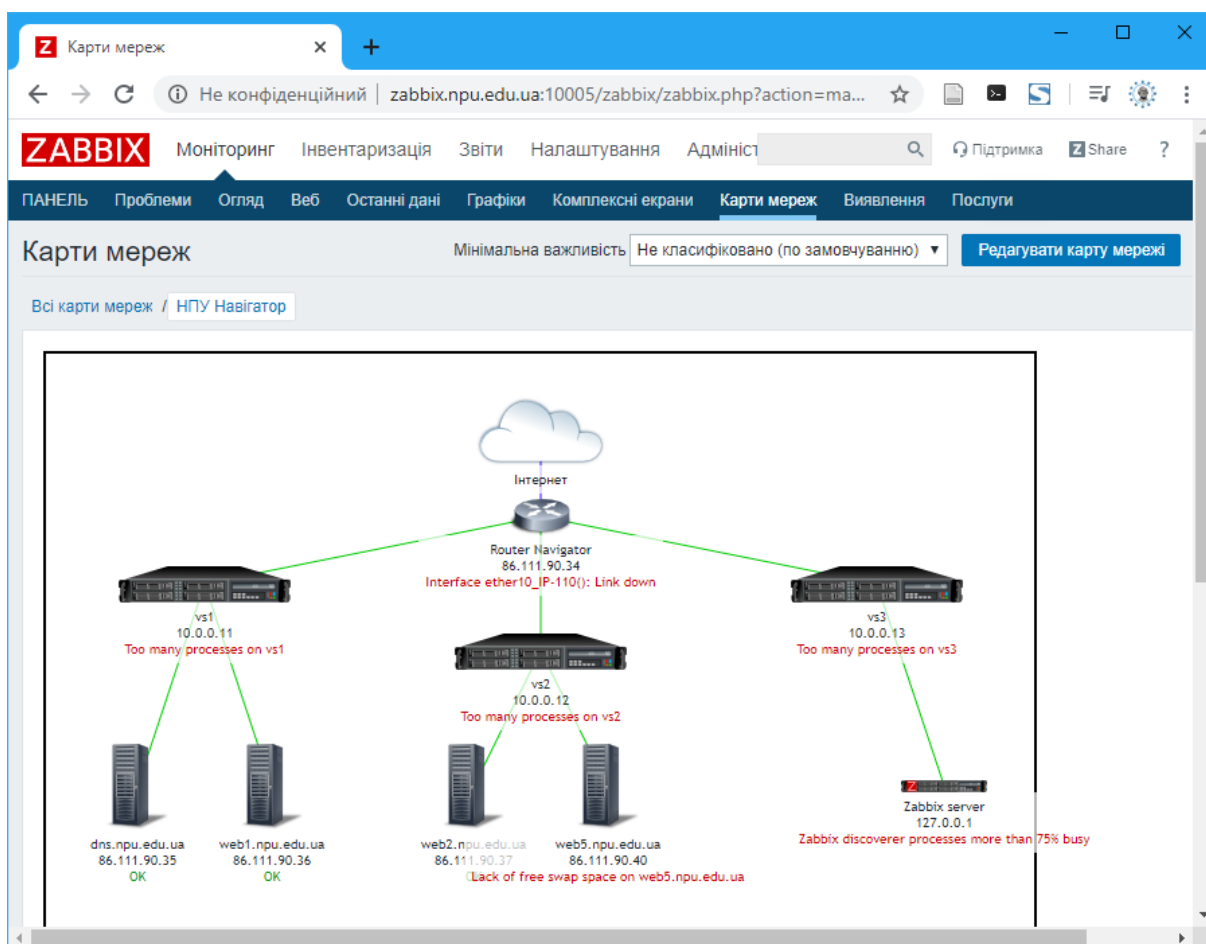 Z Карти мереж
Не конфіденційний | zabbix.npu.edu.ua:10005/zabbix/zabbix.php?action=ma...
ZABBIX Моніторинг Інвентаризація Звіти Налаштування Адмініст Підтримка Z Share ?
ПАНЕЛЬ Проблеми Огляд Веб Останні дані Графіки Комплексні екрани Карти мереж Виявлення Послуги
Карти мереж Мінімальна важливість Не класифіковано (по замовчуванню) Редагувати карту мережі
Всі карти мереж / НПУ Навігатор
Інтернет
Router Navigator
86.111.90.34
Interface ether10_IP-110(): Link down
vs1
10.0.0.11
Too many processes on vs1
vs3
10.0.0.13
Too many processes on vs3
vs2
10.0.0.12
Too many processes on vs2
Zabbix server
127.0.0.1
Zabbix discoverer processes more than 75% busy
dns.npu.edu.ua
86.111.90.35
OK
web1.npu.edu.ua
86.111.90.36
OK
web2.npu.edu.ua
86.111.90.37
web5.npu.edu.ua
86.111.90.40
Lack of free swap space on web5.npu.edu.ua